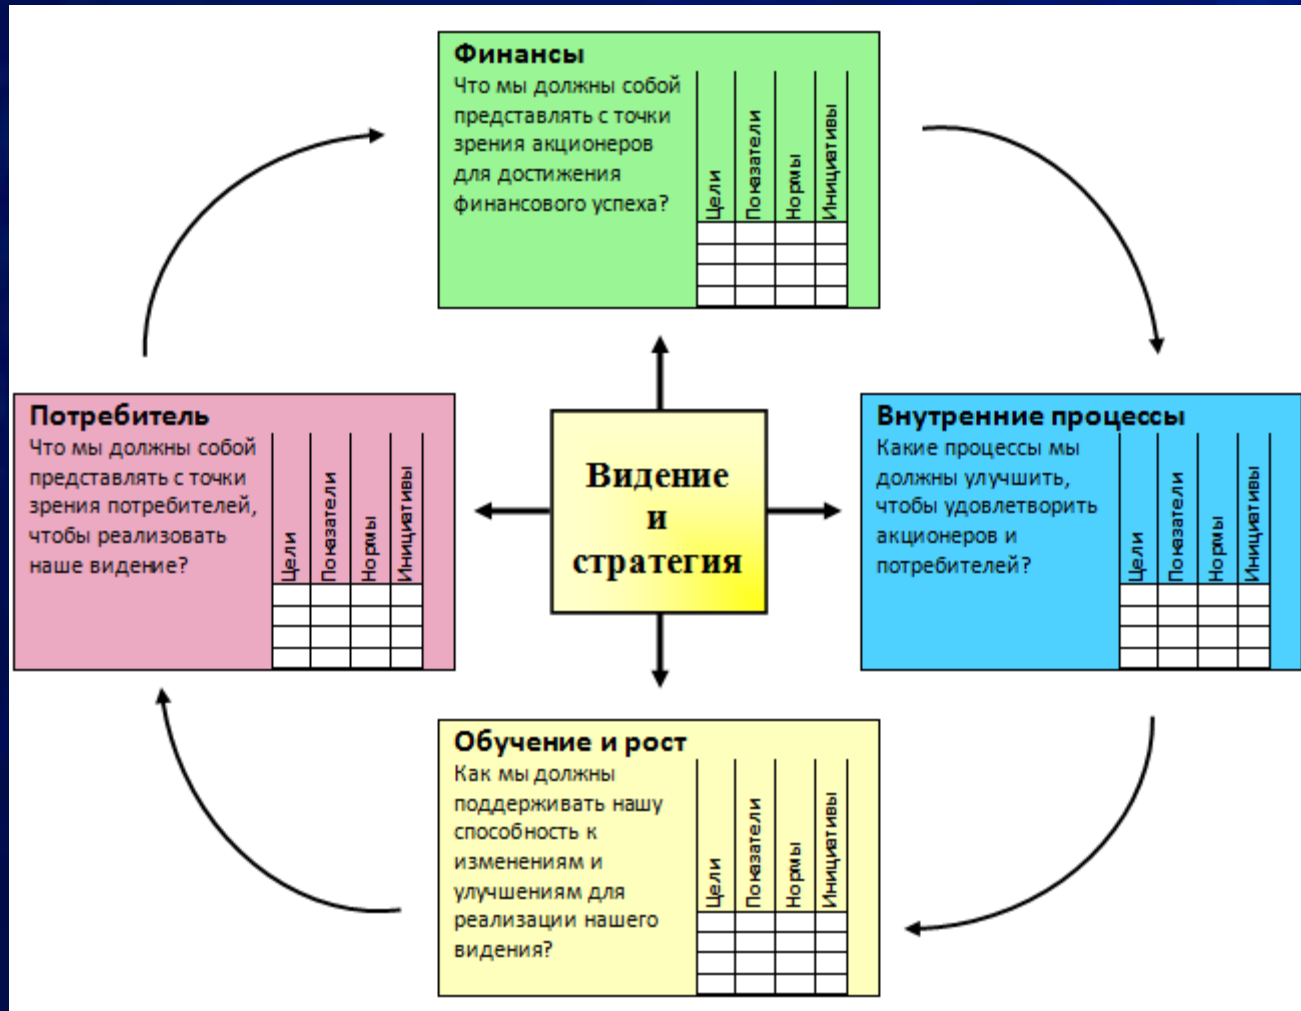 Финансы
Что мы должны собой
представлять с точки
зрения акционеров
для достижения
финансового успеха?
Цели
Показатели
Нормы
Инициативы
Потребитель
Что мы должны собой
представлять с точки
зрения потребителей,
чтобы реализовать
наше видение?
Цели
Показатели
Нормы
Инициативы
Видение
и
стратегия
Внутренние процессы
Какие процессы мы
должны улучшить,
чтобы удовлетворить
акционеров и
потребителей?
Цели
Показатели
Нормы
Инициативы
Обучение и рост
Как мы должны
поддерживать нашу
способность к
изменениям и
улучшениям для
реализации нашего
видения?
Цели
Показатели
Нормы
Инициативы